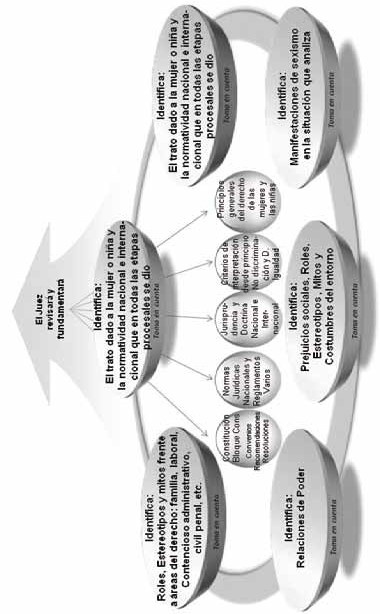 El Juez
revisará y
fundamentará
Identifica:
El trato dado a la mujer o niña y
la normatividad nacional e interna-
cional que en todas las etapas
procesales se dio
Toma en cuenta
Identifica:
Roles, Estereotipos y mitos frente
a áreas del derecho: familia, laboral,
Contencioso administrativo,
civil penal, etc.
Toma en cuenta
Identifica:
El trato dado a la mujer o niña y
la normatividad nacional e interna-
cional que en todas las etapas
procesales se dio
Toma en cuenta
Constitución
Bloque Cons
Conversos
Recomendaciones
Resoluciones
Normas
Jurídicas
Nacionales y
Reglamentos
Varios
Jurispru-
dencia y
Doctrina
Nacional e
Inter-
nacional
Criterios de
interpretación
desde principio
No discrimina-
ción y D.
Igualdad
Principios
generales
del derecho
de las
mujeres y
las niñas
Identifica:
Relaciones de Poder
Toma en cuenta
Identifica:
Prejuicios sociales, Roles,
Estereotipos, Mitos y
Costumbres del entorno
Toma en cuenta
Identifica:
Manifestaciones de sexismo
en la situación que analiza
Toma en cuenta